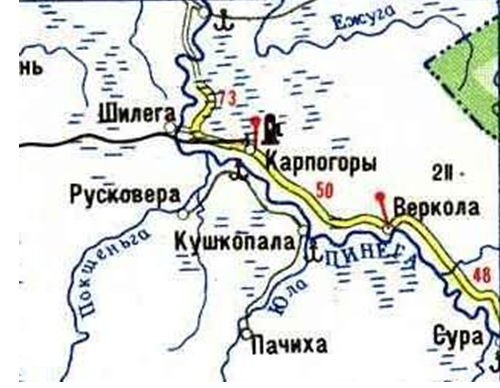 Ежуга
нь
73
Шилега
Карпогоры
211
50
Русковера
Веркола
Кушкопала
ПИНЕГА
Покшеньга
48
Юла
Сура
Пачиха